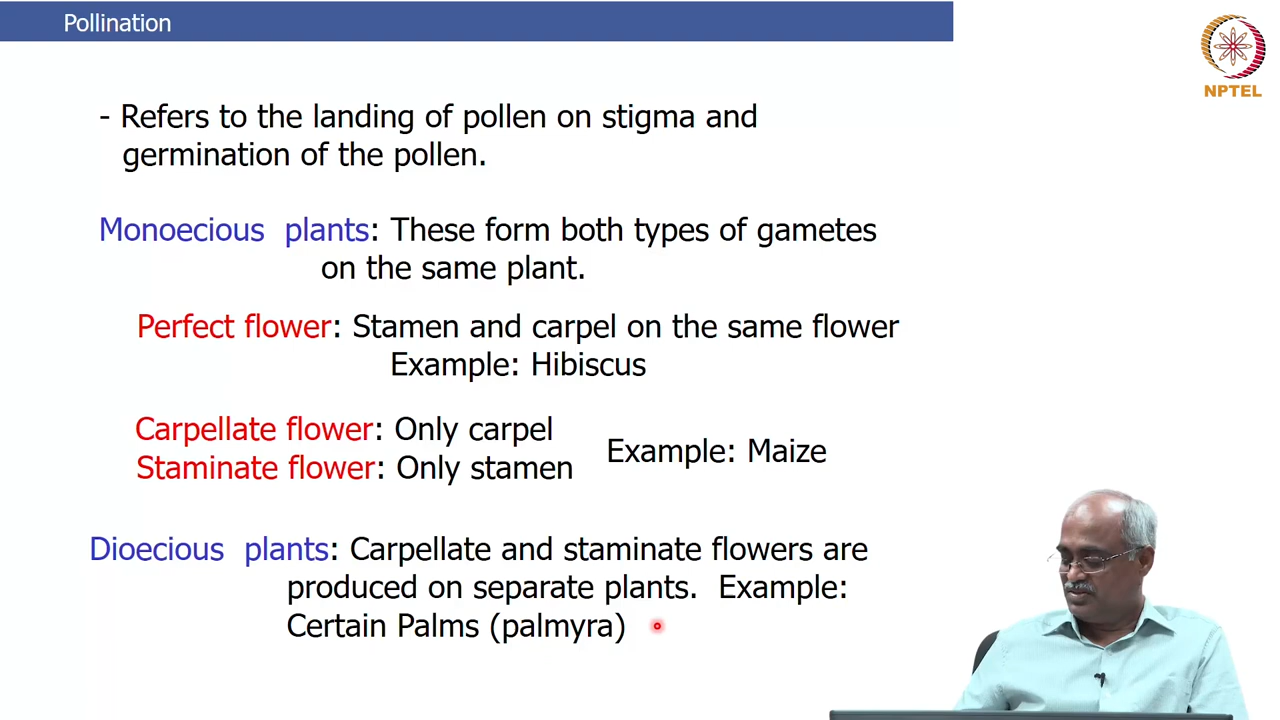 Pollination
NPTEL
- Refers to the landing of pollen on stigma and
germination of the pollen.
Monoecious plants: These form both types of gametes
on the same plant.
Perfect flower: Stamen and carpel on the same flower
Example: Hibiscus
Carpellate flower: Only carpel
Staminate flower: Only stamen
Example: Maize
Dioecious plants: Carpellate and staminate flowers are
produced on separate plants. Example:
Certain Palms (palmyra)